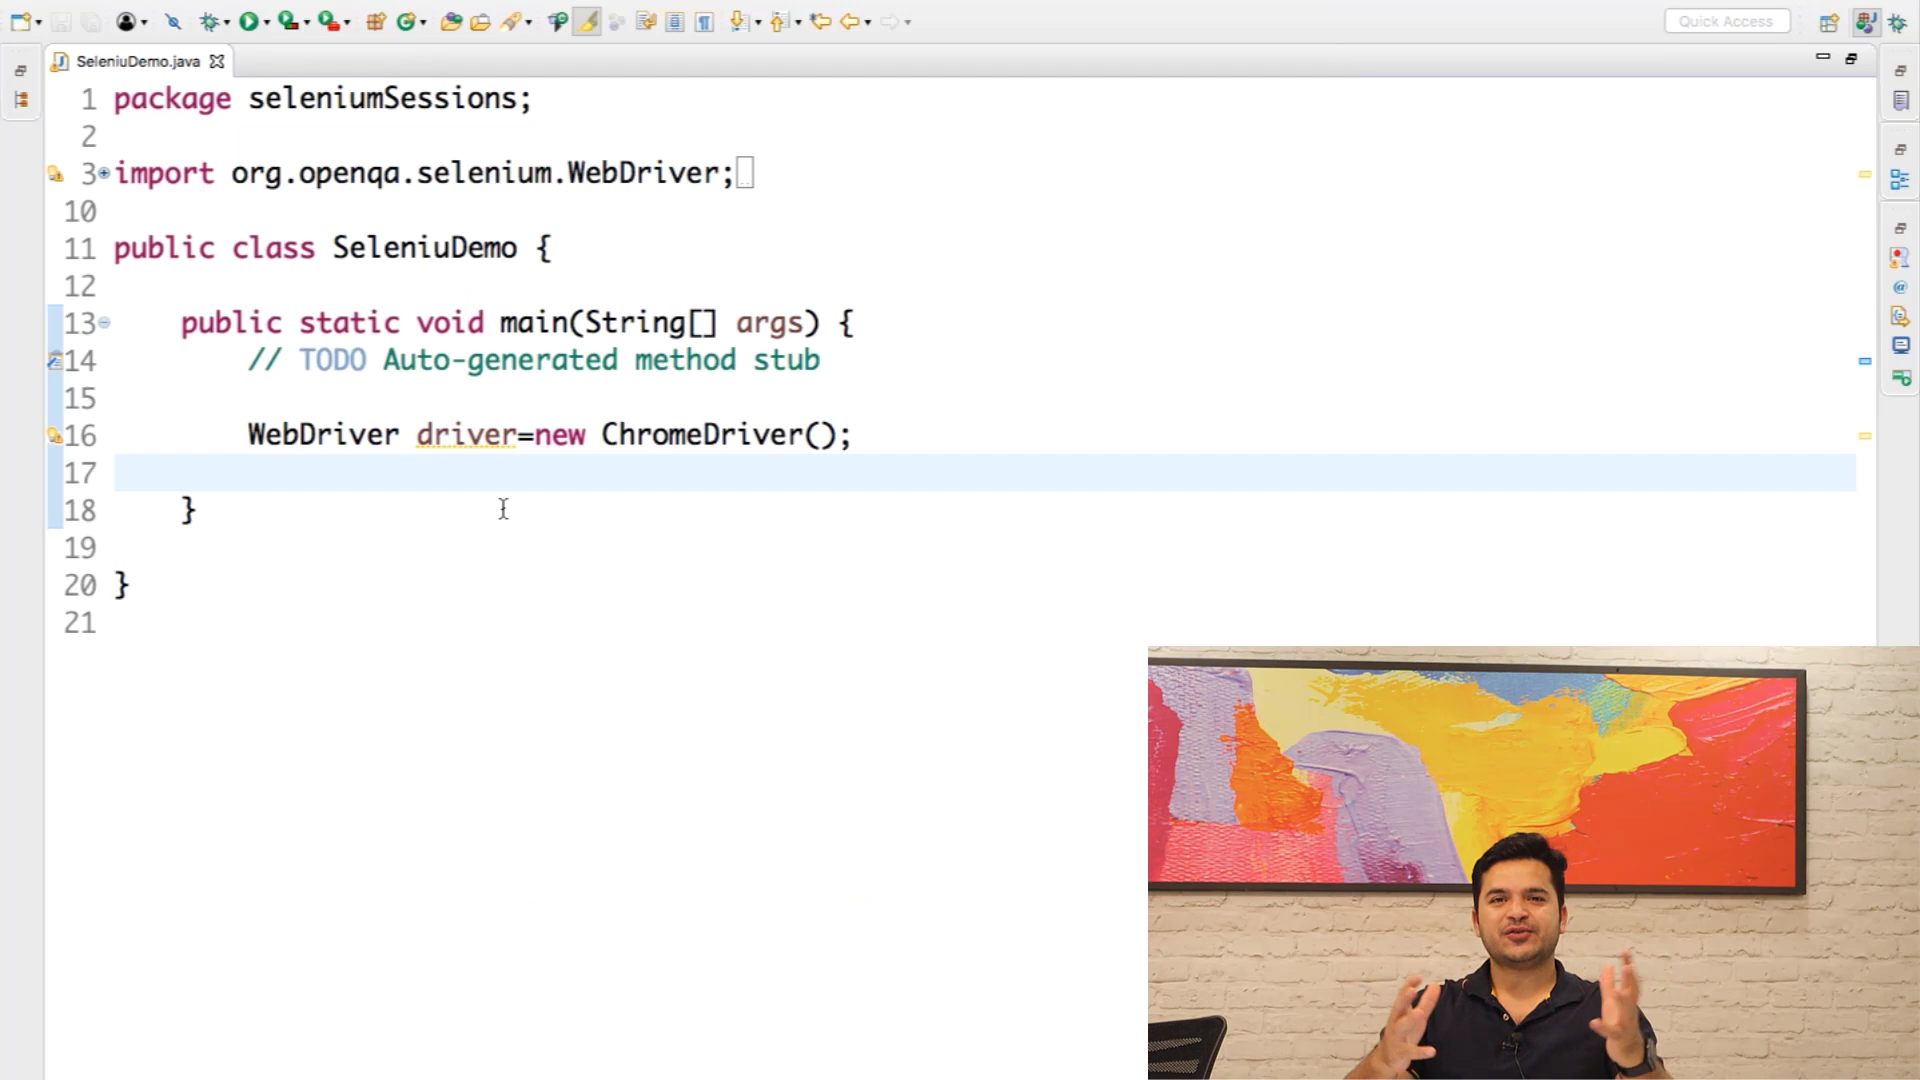 Quick Access
SeleniuDemo.java
1 package seleniumSessions;
2
3 import org.openqa.selenium.WebDriver;
10
11 public class SeleniuDemo {
12
13 public static void main(String[] args) {
14 // TODO Auto-generated method stub
15
16 WebDriver driver=new ChromeDriver();
17
18 }
19
20 }
21